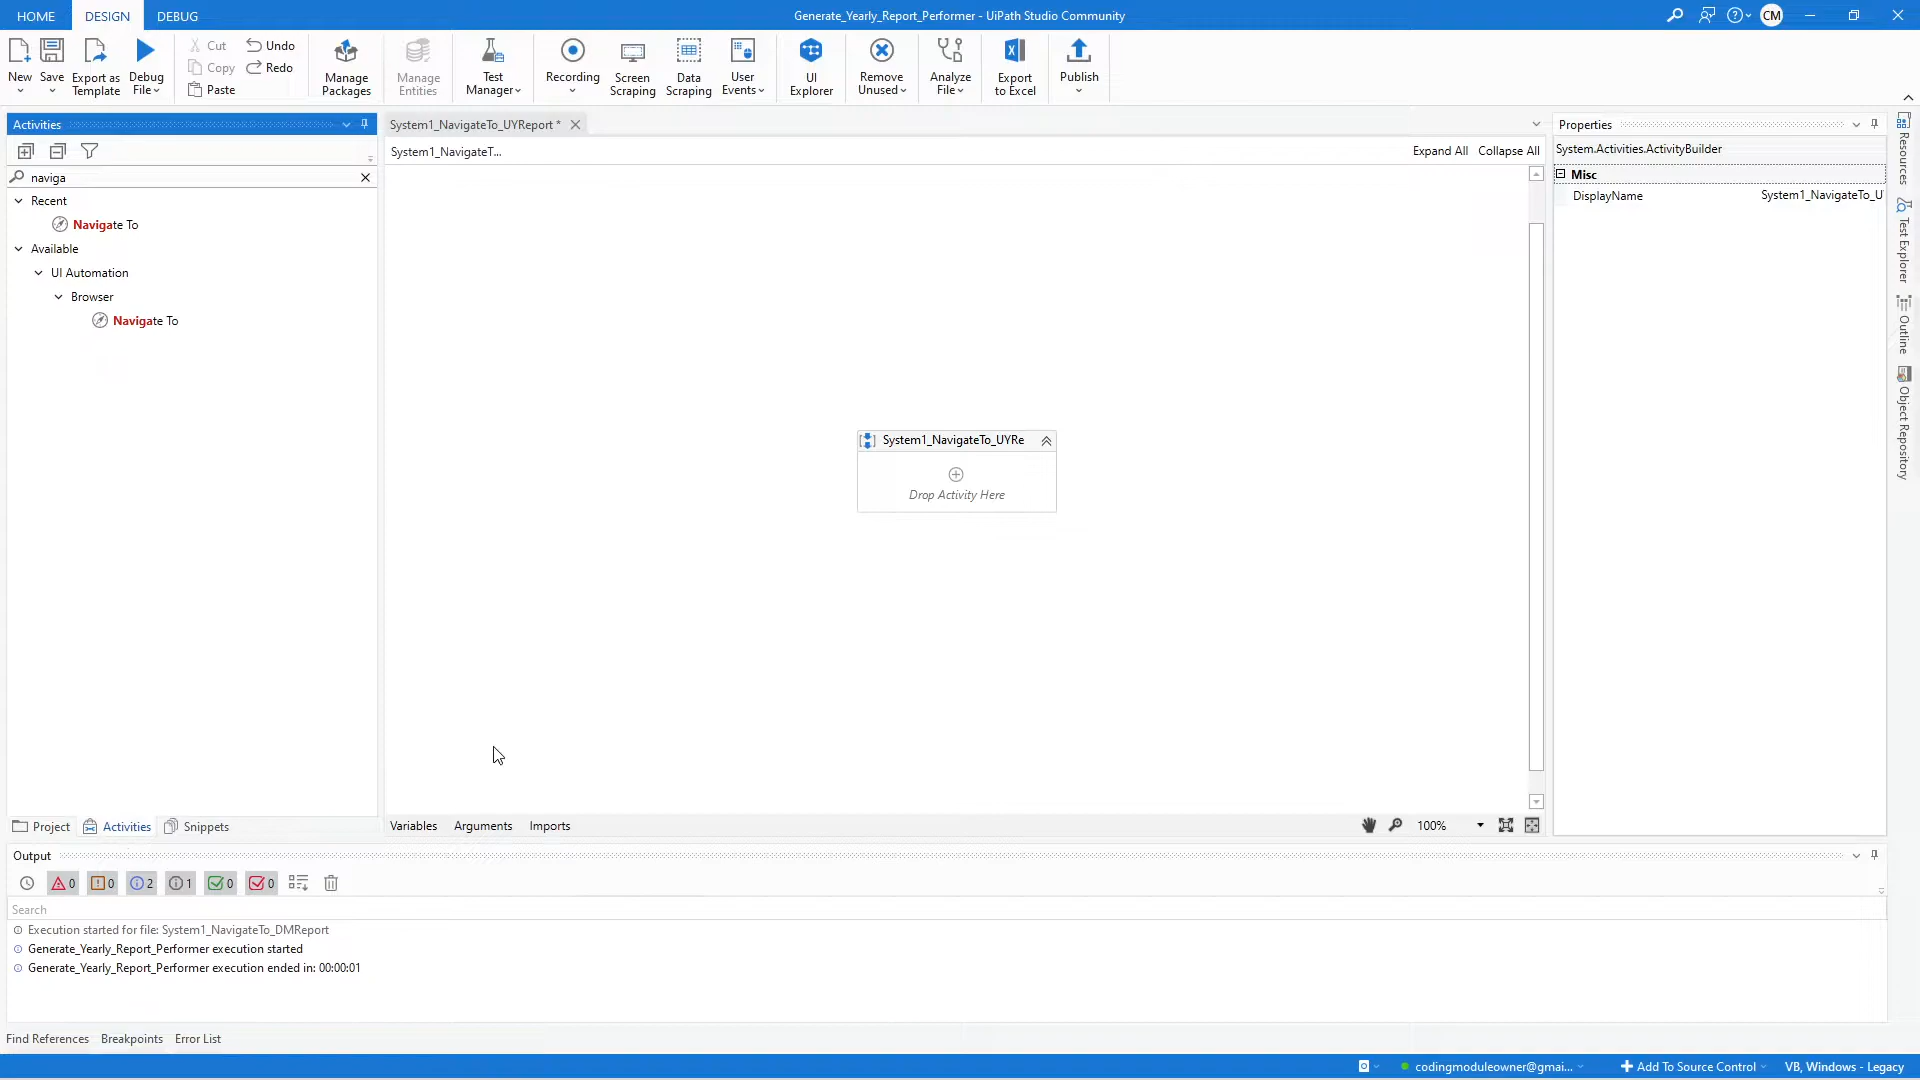 HOME DESIGN DEBUG
Generate_Yearly_Report_Performer - UiPath Studio Community
CM
New
Save
Export as
Template
Debug
File
Cut
Copy
Paste
Undo
Redo
Manage
Packages
Manage
Entities
Test
Manager
Recording
Screen
Scraping
Data
Scraping
User
Events
UI
Explorer
Remove
Unused
Analyze
File
Export
to Excel
Publish
Activities
naviga
Recent
Navigate To
Available
UI Automation
Browser
Navigate To
Project Activities Snippets
System1_NavigateTo_UYReport *
System1_NavigateT...
Expand All Collapse All
System1_NavigateTo_UYRe
Drop Activity Here
Variables Arguments Imports
100%
Properties
System.Activities.ActivityBuilder
Misc
DisplayName System1_NavigateTo_U
Resources
Test Explorer
Outline
Object Repository
Output
0 0 2 1 0 0
Search
Execution started for file: System1_NavigateTo_DMReport
Generate_Yearly_Report_Performer execution started
Generate_Yearly_Report_Performer execution ended in: 00:00:01
Find References Breakpoints Error List
codingmoduleowner@gmai... Add To Source Control VB, Windows - Legacy